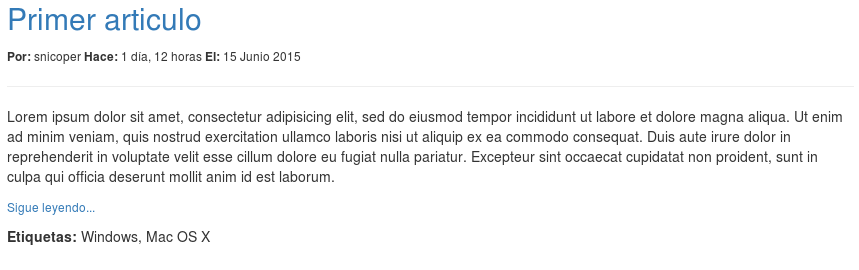 Primer articulo
Por: snicoper Hace: 1 día, 12 horas El: 15 Junio 2015
Lorem ipsum dolor sit amet, consectetur adipisicing elit, sed do eiusmod tempor incididunt ut labore et dolore magna aliqua. Ut enim
ad minim veniam, quis nostrud exercitation ullamco laboris nisi ut aliquip ex ea commodo consequat. Duis aute irure dolor in
reprehenderit in voluptate velit esse cillum dolore eu fugiat nulla pariatur. Excepteur sint occaecat cupidatat non proident, sunt in
culpa qui officia deserunt mollit anim id est laborum.
Sigue leyendo...
Etiquetas: Windows, Mac OS X